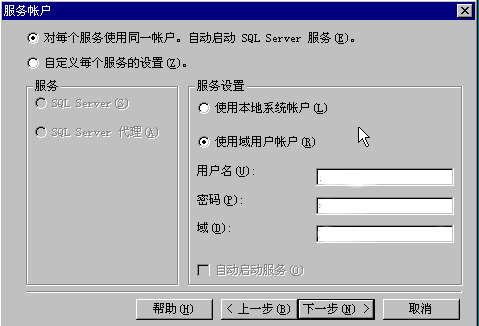 服务帐户
对每个服务使用同一帐户。自动启动 SQL Server 服务(E)。
自定义每个服务的设置(Z)。
服务
SQL Server(S)
SQL Server 代理(A)
服务设置
使用本地系统帐户(L)
使用域用户帐户(R)
用户名(U):
密码(P):
域(D):
自动启动服务(O)
帮助(H)
< 上一步(B)
下一步(N) >
取消